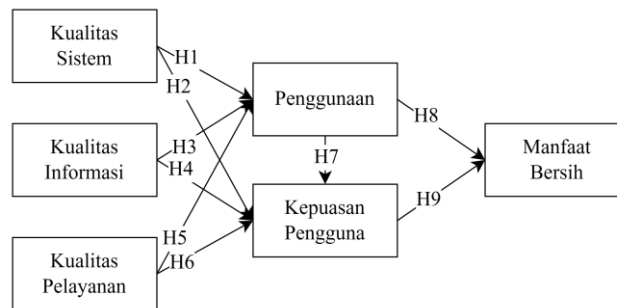 Kualitas
Sistem
H1
H2
Penggunaan
H8
Kualitas
Informasi
H3
H4
H7
Manfaat
Bersih
H9
Kepuasan
Pengguna
H5
H6
Kualitas
Pelayanan